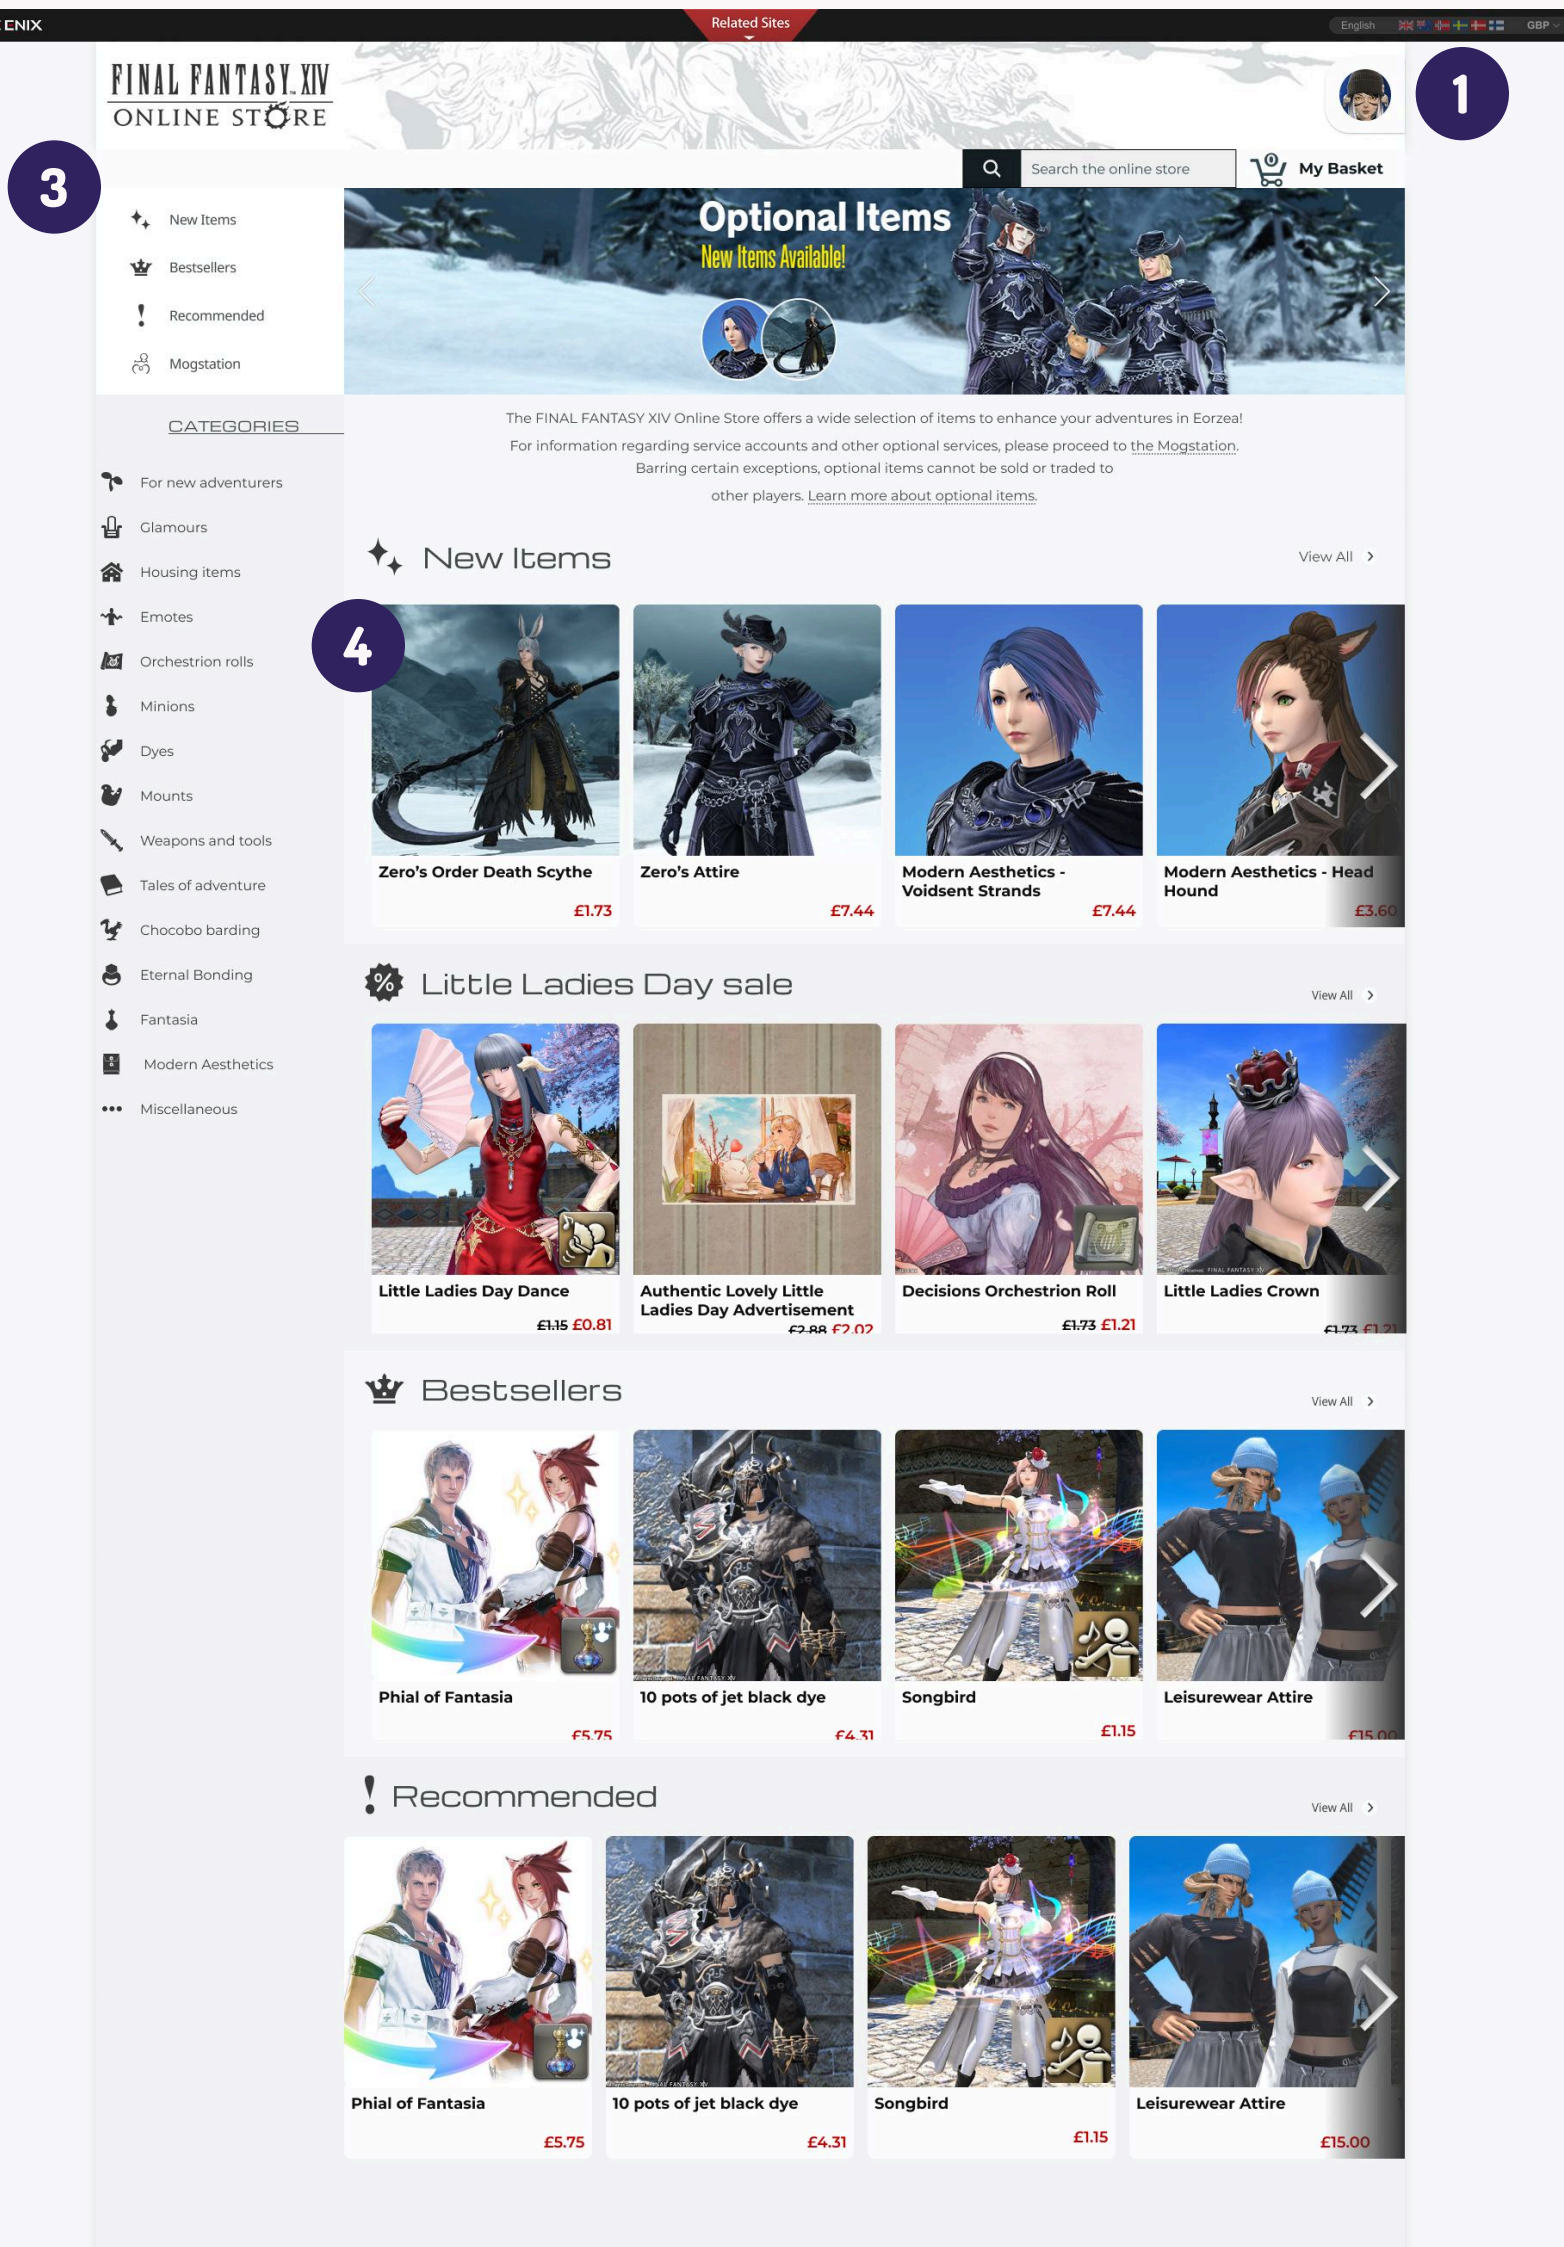 ENIX
Related Sites
English
GBP
FINAL FANTASY XIV
ONLINE STORE
1
3
Search the online store
0
My Basket
New Items
Bestsellers
Recommended
Mogstation
Optional Items
New Items Available!
The FINAL FANTASY XIV Online Store offers a wide selection of items to enhance your adventures in Eorzea!
For information regarding service accounts and other optional services, please proceed to the Mogstation.
Barring certain exceptions, optional items cannot be sold or traded to
other players. Learn more about optional items.
CATEGORIES
For new adventurers
Glamours
Housing items
Emotes
Orchestrion rolls
Minions
Dyes
Mounts
Weapons and tools
Tales of adventure
Chocobo barding
Eternal Bonding
Fantasia
Modern Aesthetics
Miscellaneous
New Items
View All
4
Zero's Order Death Scythe
£1.73
Zero's Attire
£7.44
Modern Aesthetics -
Voidsent Strands
£7.44
Modern Aesthetics - Head
Hound
£3.60
Little Ladies Day sale
View All
Little Ladies Day Dance
£1.15 £0.81
Authentic Lovely Little
Ladies Day Advertisement
£2.88 £2.02
Decisions Orchestrion Roll
£1.73 £1.21
Little Ladies Crown
£1.73 £1.21
Bestsellers
View All
Phial of Fantasia
£5.75
10 pots of jet black dye
£4.31
Songbird
£1.15
Leisurewear Attire
£15.00
Recommended
View All
Phial of Fantasia
£5.75
10 pots of jet black dye
£4.31
Songbird
£1.15
Leisurewear Attire
£15.00